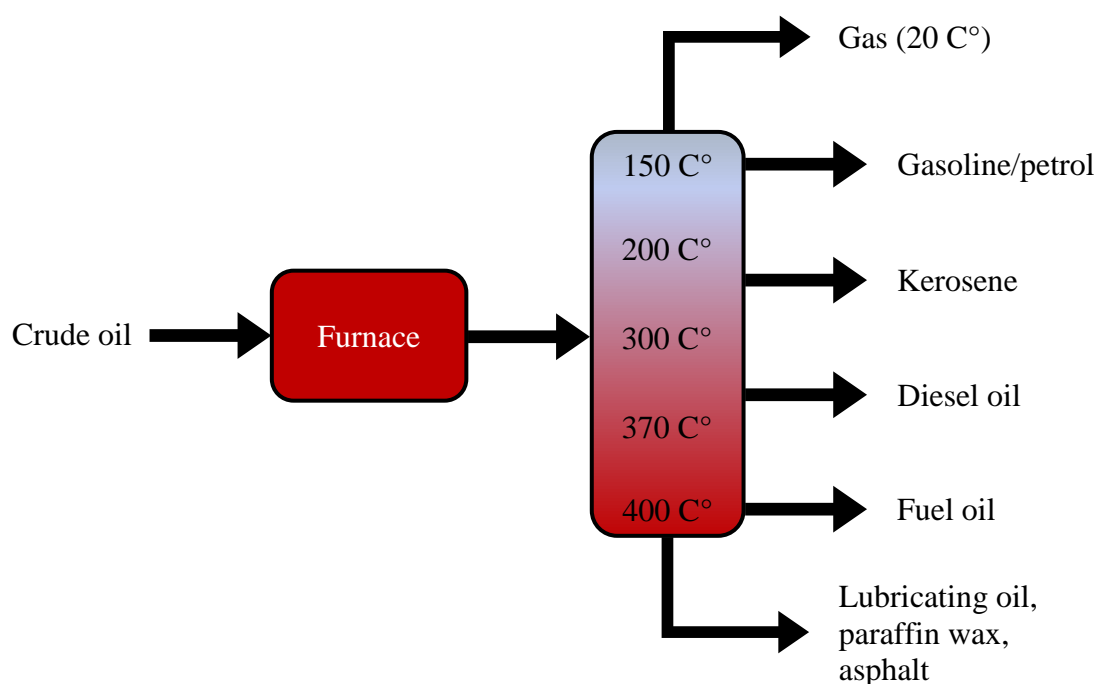 Gas (20 C°)
150 C°
Gasoline/petrol
200 C°
Kerosene
Crude oil
Furnace
300 C°
Diesel oil
370 C°
400 C°
Fuel oil
Lubricating oil,
paraffin wax,
asphalt